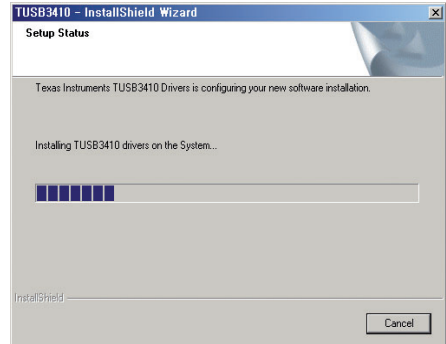 TUSB3410 - InstallShield Wizard
Setup Status
Texas Instruments TUSB3410 Drivers is configuring your new software installation.
Installing TUSB3410 drivers on the System...
InstallShield
Cancel